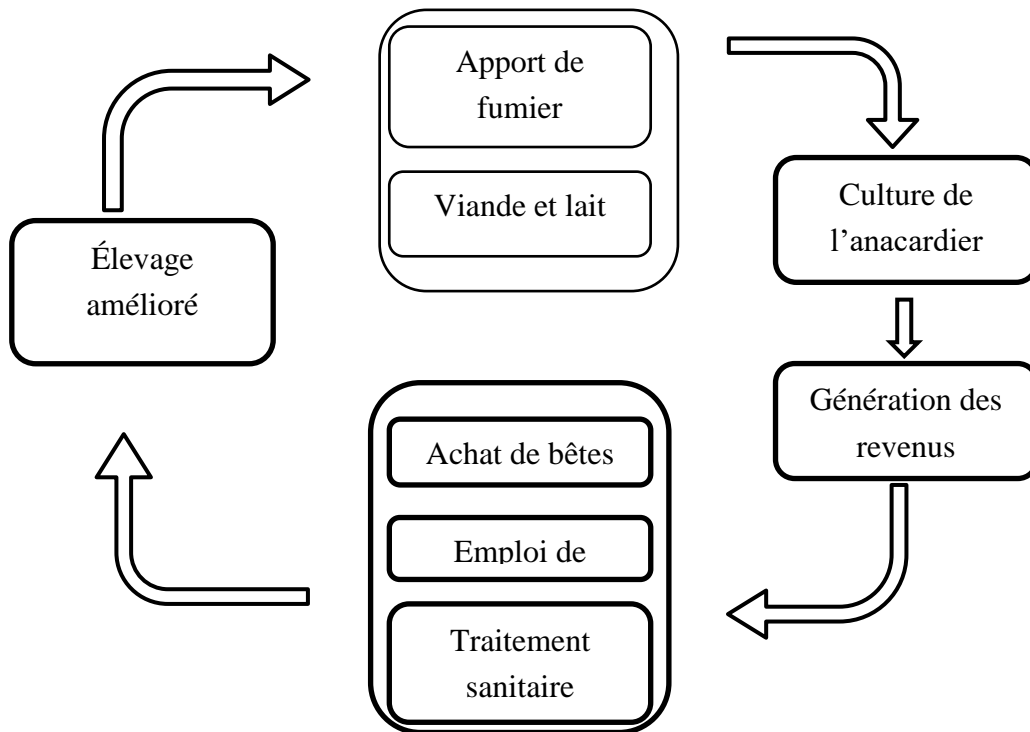 Apport de
fumier
Viande et lait
Culture de
l’anacardier
Génération des
revenus
Achat de bêtes
Emploi de
Traitement
sanitaire
Élevage
amélioré